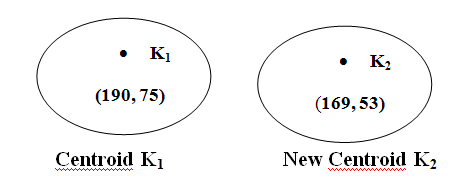 K₁
(190, 75)
Centroid K₁
K₂
(169, 53)
New Centroid K₂